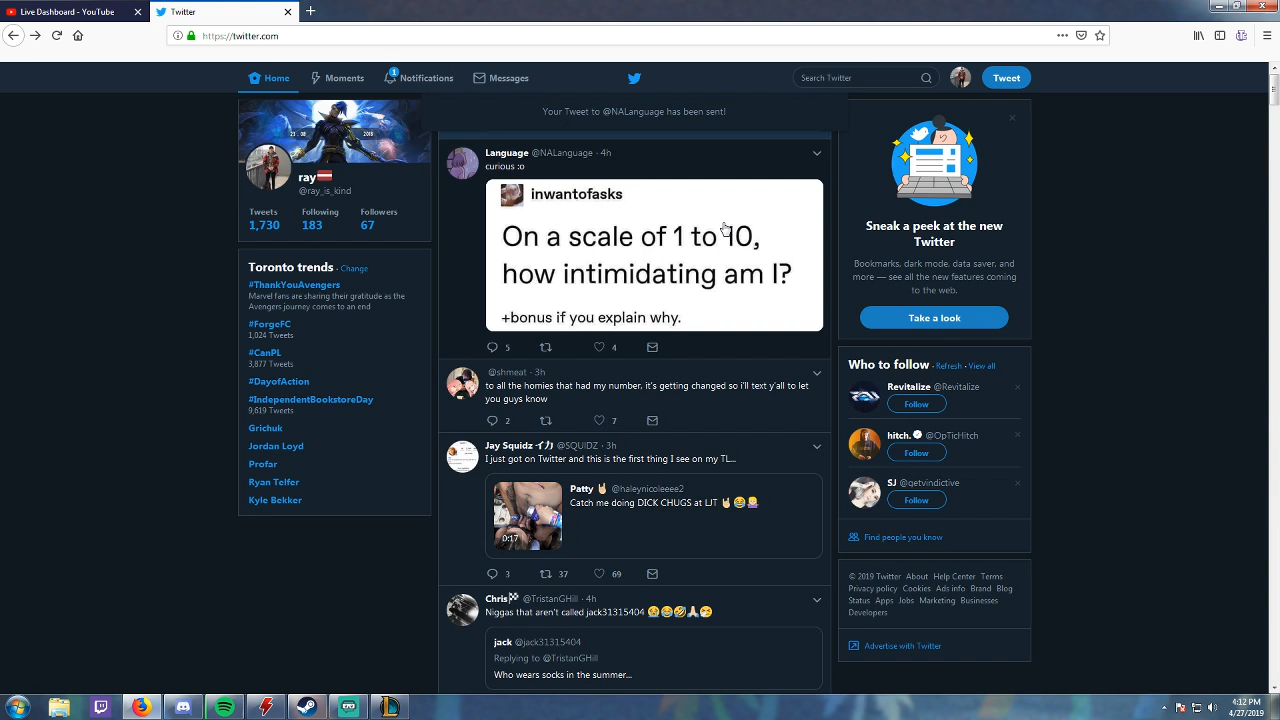 Live Dashboard - YouTube
Twitter
https://twitter.com
Home
Moments
1
Notifications
Messages
Search Twitter
Tweet
Your Tweet to @NALanguage has been sent!
21 . 08
2018
ray
@ray_is_kind
Tweets Following Followers
1,730 183 67
Toronto trends · Change
#ThankYouAvengers
Marvel fans are sharing their gratitude as the
Avengers journey comes to an end
#ForgeFC
1,024 Tweets
#CanPL
3,877 Tweets
#DayofAction
#IndependentBookstoreDay
9,619 Tweets
Grichuk
Jordan Loyd
Profar
Ryan Telfer
Kyle Bekker
Language @NALanguage · 4h
curious :o
inwantofasks
On a scale of 1 to 10,
how intimidating am I?
+bonus if you explain why.
5 4
@shmeat · 3h
to all the homies that had my number, it's getting changed so i'll text y'all to let
you guys know
2 7
Jay Squidz イカ @SQUIDZ · 3h
I just got on Twitter and this is the first thing I see on my TL...
Patty 🤘🏻 @haleynicoleeee2
Catch me doing DICK CHUGS at IJT 🤘🏻😂🤷🏼‍♀️
0:17
3 37 69
Chris🏁 @TristanGHill · 4h
Niggas that aren't called jack31315404 😭😂🤣🙏🏻🤧
jack @jack31315404
Replying to @TristanGHill
Who wears socks in the summer...
Sneak a peek at the new
Twitter
Bookmarks, dark mode, data saver, and
more — see all the new features coming
to the web.
Take a look
Who to follow · Refresh · View all
Revitalize @Revitalize
Follow
hitch. @OpTicHitch
Follow
SJ @getvindictive
Follow
Find people you know
© 2019 Twitter About Help Center Terms
Privacy policy Cookies Ads info Brand Blog
Status Apps Jobs Marketing Businesses
Developers
Advertise with Twitter
4:12 PM
4/27/2019